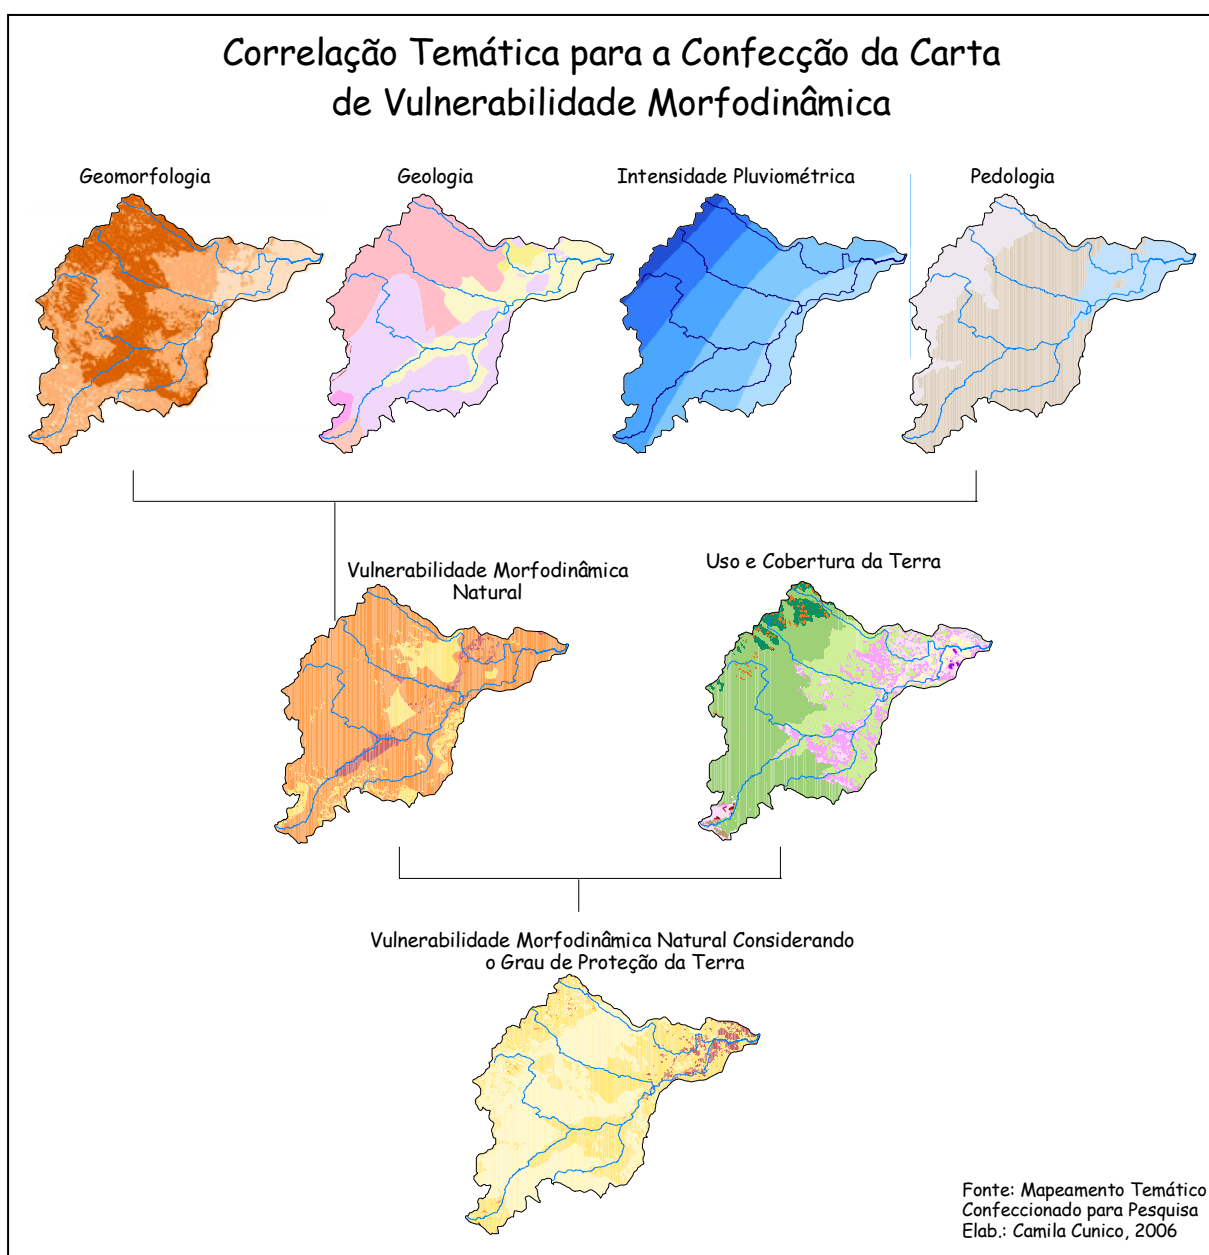 Correlação Temática para a Confecção da Carta
de Vulnerabilidade Morfodinâmica
Geomorfologia
Geologia
Intensidade Pluviométrica
Pedologia
Vulnerabilidade Morfodinâmica
Natural
Uso e Cobertura da Terra
Vulnerabilidade Morfodinâmica Natural Considerando
o Grau de Proteção da Terra
Fonte: Mapeamento Temático
Confeccionado para Pesquisa
Elab.: Camila Cunico, 2006